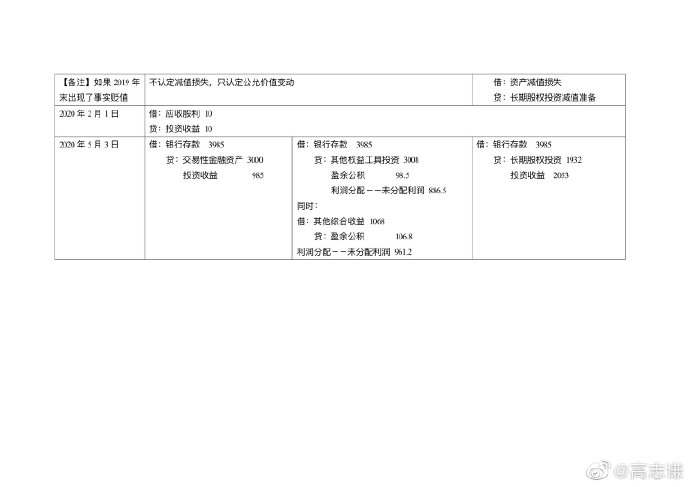 【备注】如果 2019 年
末出现了事实贬值
不认定减值损失，只认定公允价值变动
借：资产减值损失
贷：长期股权投资减值准备
2020 年 2 月 1 日
借：应收股利 10
贷：投资收益 10
2020 年 5 月 3 日
借：银行存款 3985
贷：交易性金融资产 3000
投资收益 985
借：银行存款 3985
贷：其他权益工具投资 3008
盈余公积 98.5
利润分配－－未分配利润 886.5
同时：
借：其他综合收益 1068
贷：盈余公积 106.8
利润分配－－未分配利润 961.2
借：银行存款 3985
贷：长期股权投资 1932
投资收益 2053
@高志谦